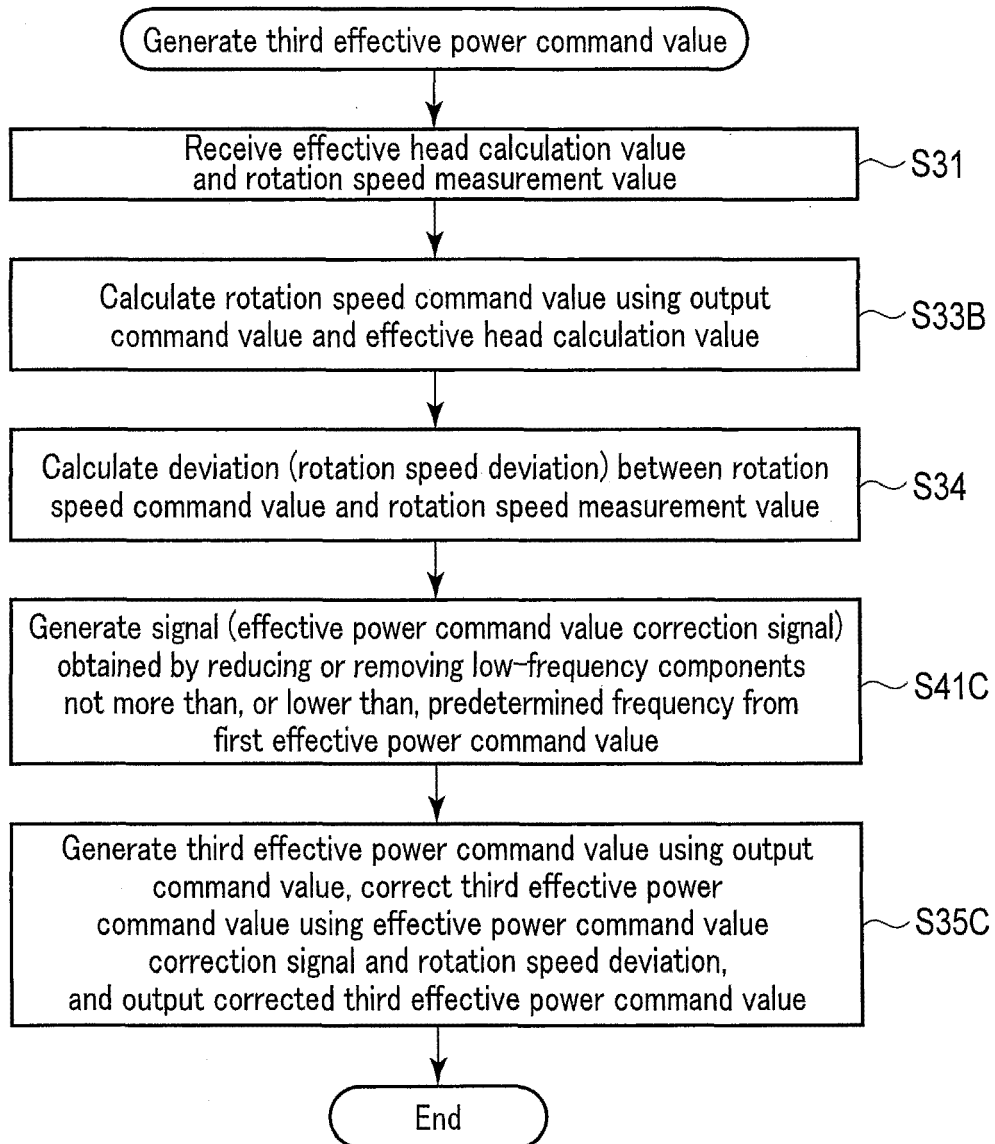 Generate third effective power command value
Receive effective head calculation value
and rotation speed measurement value
S31
Calculate rotation speed command value using output
command value and effective head calculation value
S33B
Calculate deviation (rotation speed deviation) between rotation
speed command value and rotation speed measurement value
S34
Generate signal (effective power command value correction signal)
obtained by reducing or removing low-frequency components
not more than, or lower than, predetermined frequency from
first effective power command value
S41C
Generate third effective power command value using output
command value, correct third effective power
command value using effective power command value
correction signal and rotation speed deviation,
and output corrected third effective power command value
S35C
End